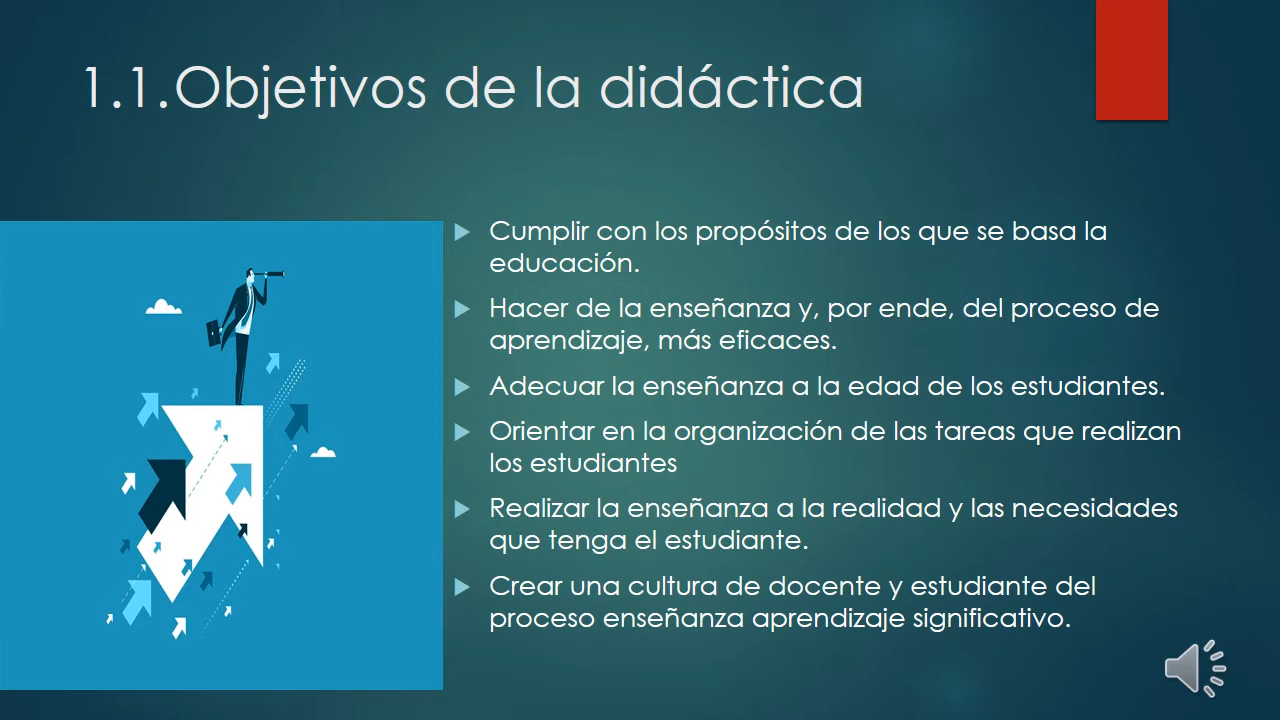 1.1.Objetivos de la didáctica
Cumplir con los propósitos de los que se basa la
educación.
Hacer de la enseñanza y, por ende, del proceso de
aprendizaje, más eficaces.
Adecuar la enseñanza a la edad de los estudiantes.
Orientar en la organización de las tareas que realizan
los estudiantes
Realizar la enseñanza a la realidad y las necesidades
que tenga el estudiante.
Crear una cultura de docente y estudiante del
proceso enseñanza aprendizaje significativo.